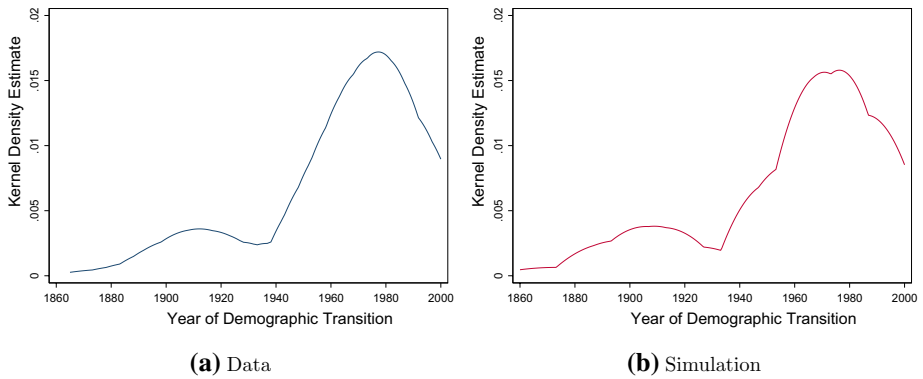 Kernel Density Estimate
.02
.015
.01
.005
0
1860 1880 1900 1920 1940 1960 1980 2000
Year of Demographic Transition
(a) Data
Kernel Density Estimate
.02
.015
.01
.005
0
1860 1880 1900 1920 1940 1960 1980 2000
Year of Demographic Transition
(b) Simulation